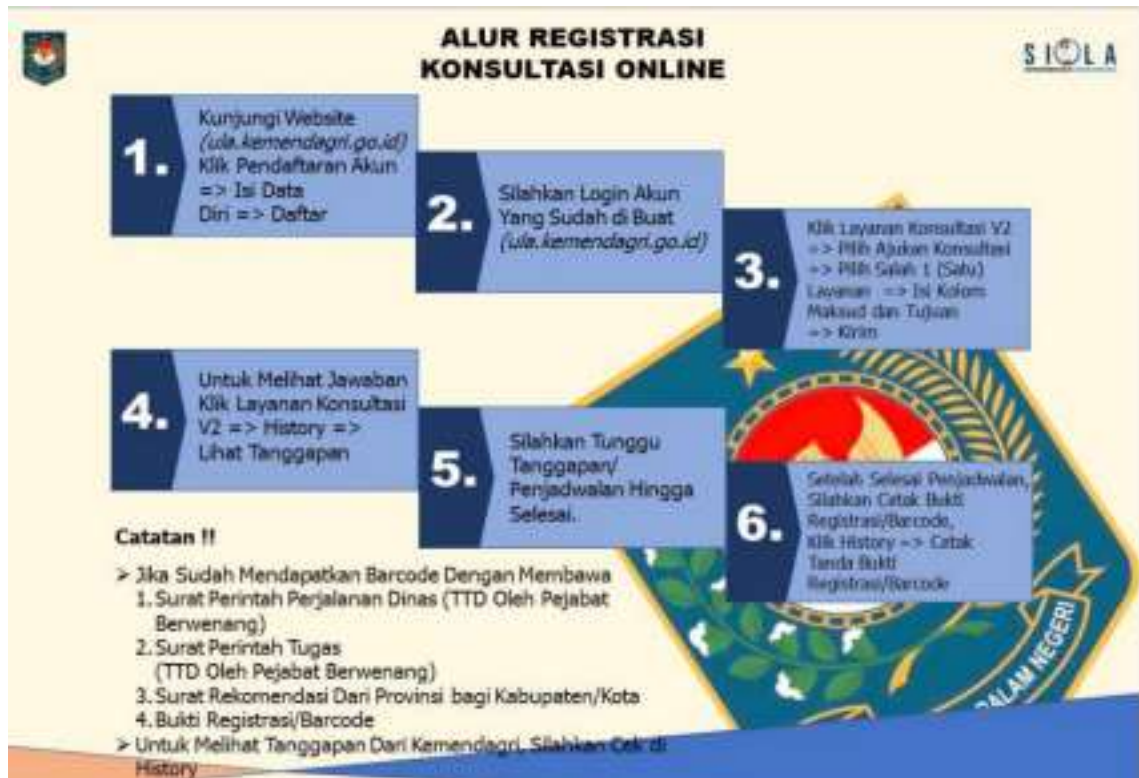 ALUR REGISTRASI
KONSULTASI ONLINE
SIOLA
1.
Kunjungi Website
(ula.kemendagri.go.id)
Klik Pendaftaran Akun
=> Isi Data
Diri => Daftar
2.
Silahkan Login Akun
Yang Sudah di Buat
(ula.kemendagri.go.id)
3.
Klik Layanan Konsultasi V2
=> Pilih Ajukan Konsultasi
=> Pilih Salah 1 (Satu)
Layanan => Isi Kolom
Maksud dan Tujuan
=> Kirim
4.
Untuk Melihat Jawaban
Klik Layanan Konsultasi
V2 => History =>
Lihat Tanggapan
5.
Silahkan Tunggu
Tanggapan/
Penjadwalan Hingga
Selesai.
6.
Setelah Selesai Penjadwalan,
Silahkan Cetak Bukti
Registrasi/Barcode,
Klik History => Cetak
Tanda Bukti
Registrasi/Barcode
Catatan !!
➢ Jika Sudah Mendapatkan Barcode Dengan Membawa
1. Surat Perintah Perjalanan Dinas (TTD Oleh Pejabat
Berwenang)
2. Surat Perintah Tugas
(TTD Oleh Pejabat Berwenang)
3. Surat Rekomendasi Dari Provinsi bagi Kabupaten/Kota
4. Bukti Registrasi/Barcode
➢ Untuk Melihat Tanggapan Dari Kemendagri, Silahkan Cek di
History
DALAM NEGERI